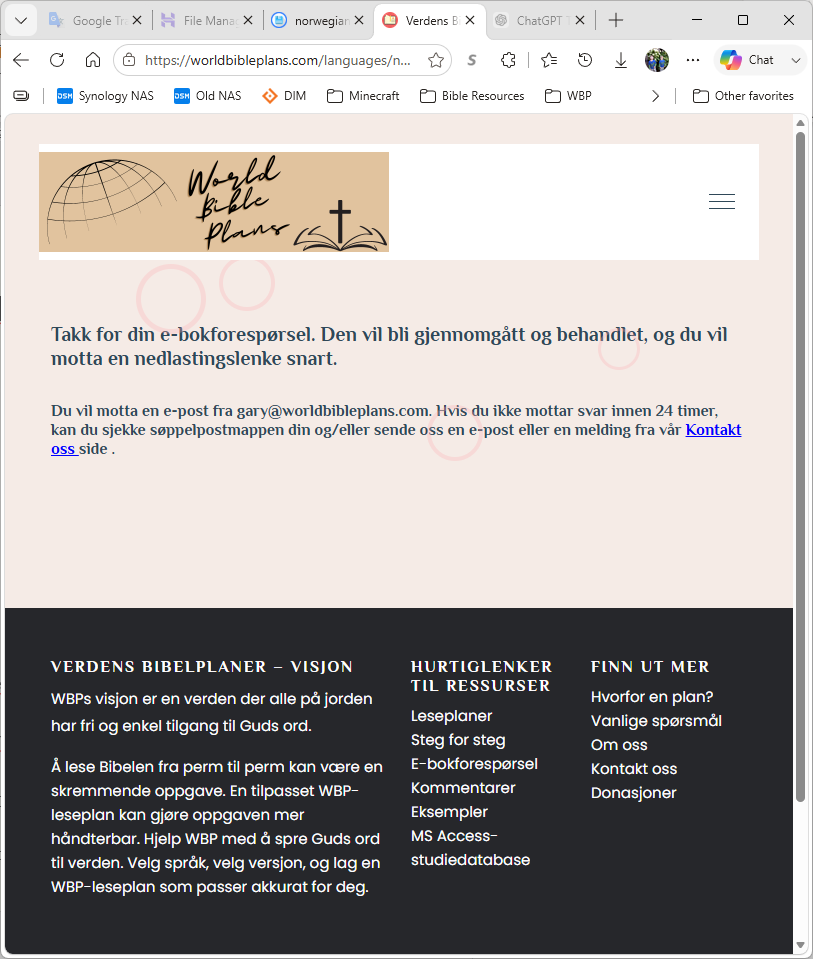 Google Tra
File Manag
norwegian
Verdens B
ChatGPT T
https://worldbibleplans.com/languages/n...
Chat
Synology NAS
Old NAS
DIM
Minecraft
Bible Resources
WBP
Other favorites
World
Bible
Plans
Takk for din e-bokforespørsel. Den vil bli gjennomgått og behandlet, og du vil
motta en nedlastingslenke snart.
Du vil motta en e-post fra gary@worldbibleplans.com. Hvis du ikke mottar svar innen 24 timer,
kan du sjekke søppelpostmappen din og/eller sende oss en e-post eller en melding fra vår Kontakt
oss side .
VERDENS BIBELPLANER – VISJON
WBPs visjon er en verden der alle på jorden
har fri og enkel tilgang til Guds ord.
Å lese Bibelen fra perm til perm kan være en
skremmende oppgave. En tilpasset WBP-
leseplan kan gjøre oppgaven mer
håndterbar. Hjelp WBP med å spre Guds ord
til verden. Velg språk, velg versjon, og lag en
WBP-leseplan som passer akkurat for deg.
HURTIGLENKER
TIL RESSURSER
Leseplaner
Steg for steg
E-bokforespørsel
Kommentarer
Eksempler
MS Access-
studiedatabase
FINN UT MER
Hvorfor en plan?
Vanlige spørsmål
Om oss
Kontakt oss
Donasjoner